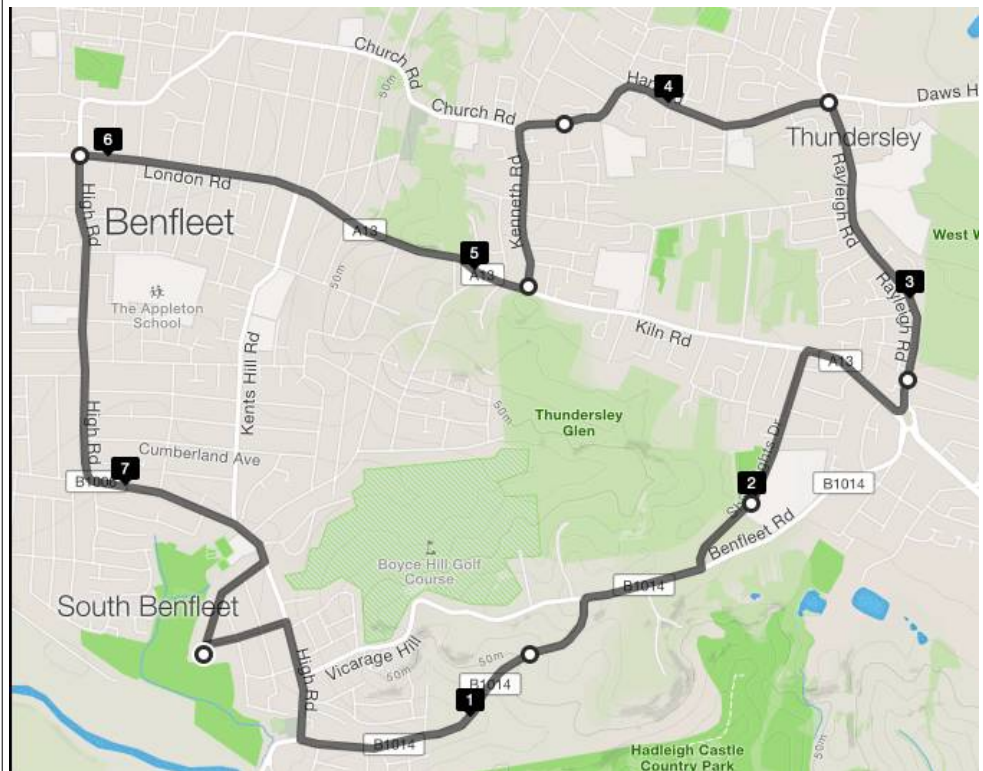 Church Rd
50m
Church Rd
4
Daws H
Thundersley
6
London Rd
High Rd
Benfleet
Kenneth Rd
Rayleigh Rd
A13
West W
5
A13
50m
3
Rayleigh Rd
The Appleton
School
Kiln Rd
A13
Kents Hill Rd
50m
Thundersley
Glen
High Rd
Cumberland Ave
7
2
B1014
Benfleet Rd
Boyce Hill Golf
Course
B1014
South Benfleet
Vicarage Hill
50m
50m
High Rd
B1014
1
B1014
Hadleigh Castle
Country Park
50m